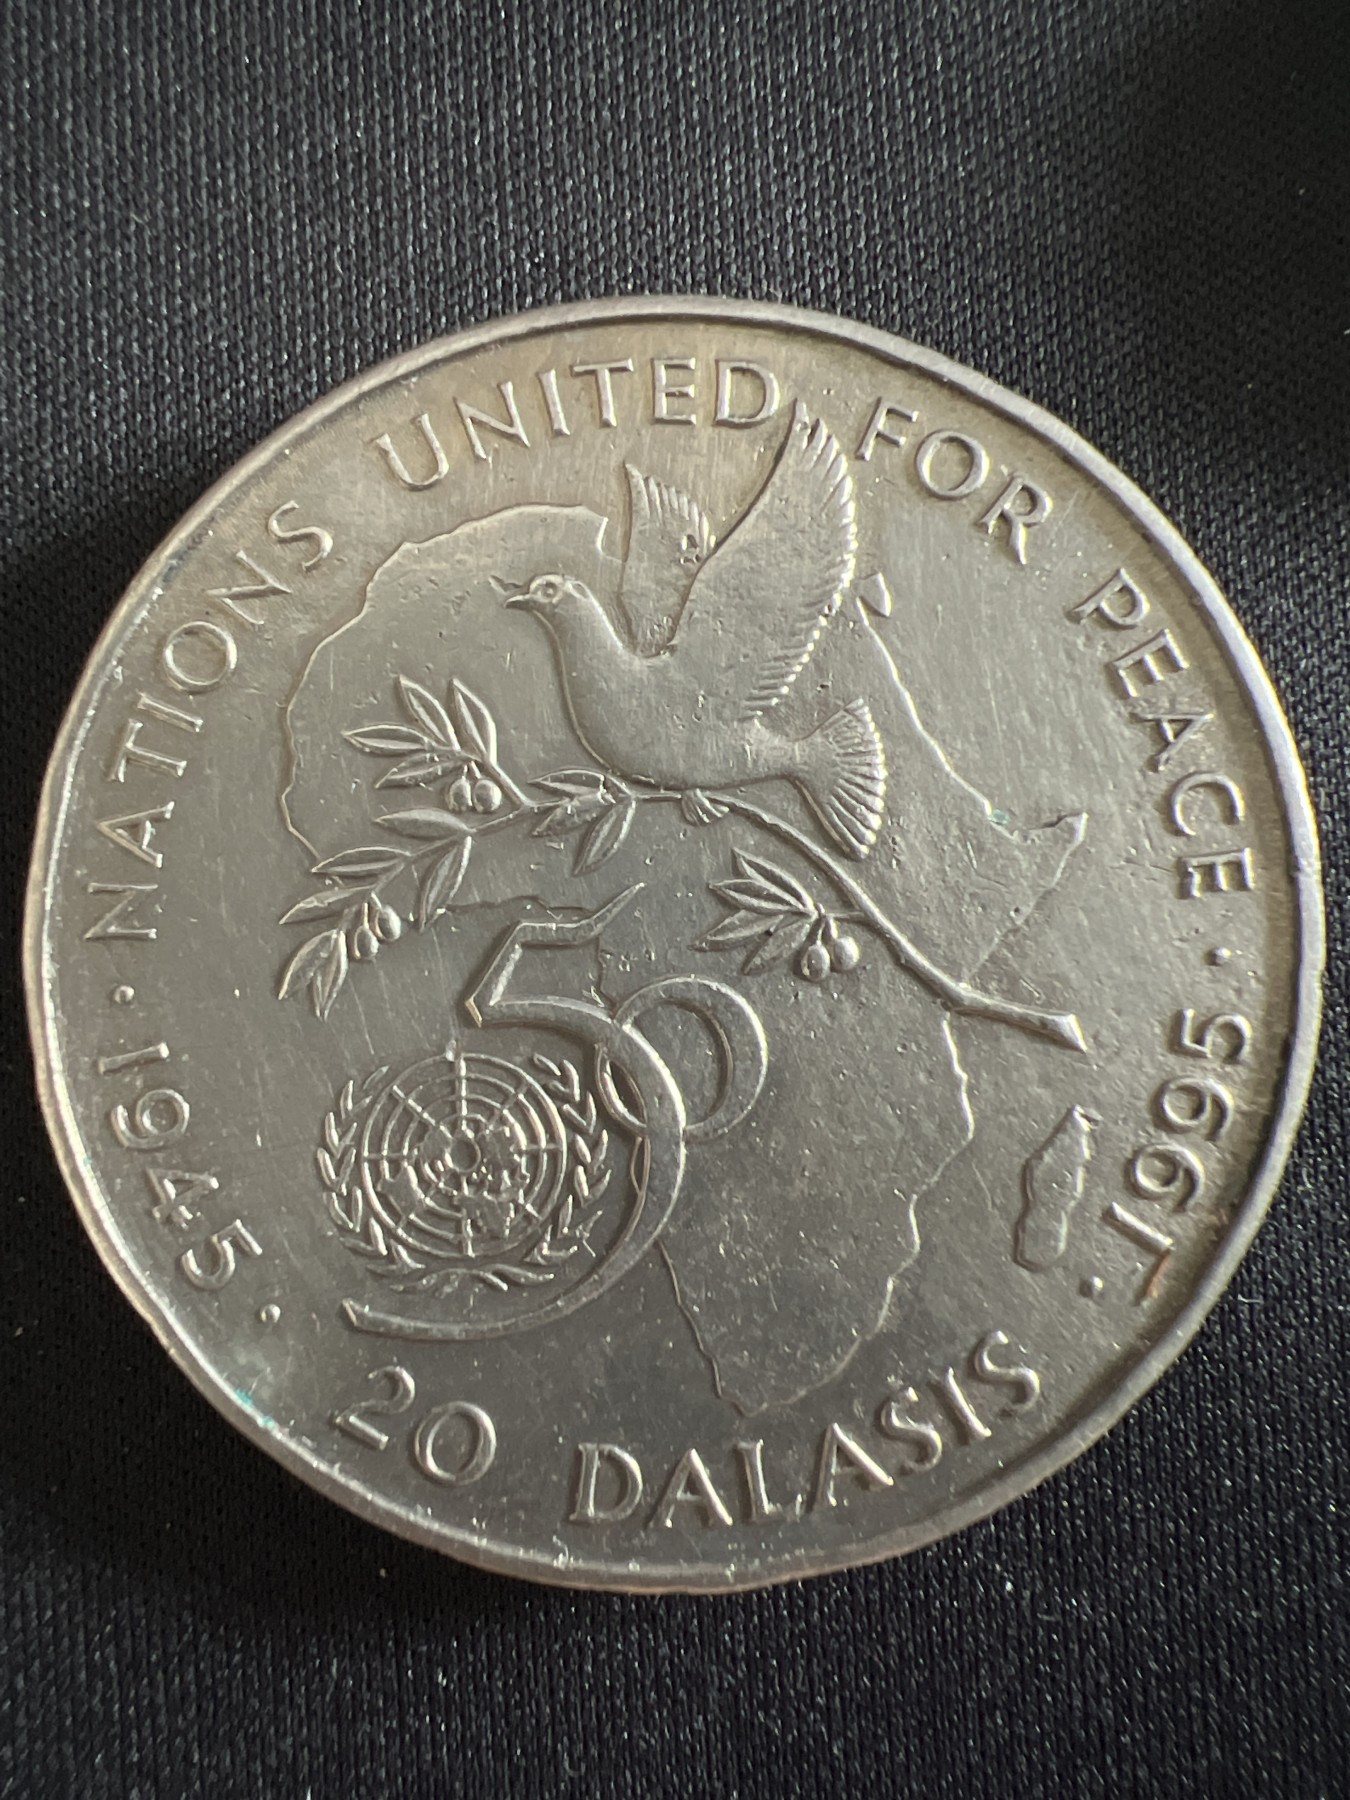 1945 · NATIONS UNITED FOR PEACE · 1995
50
20 DALASIS